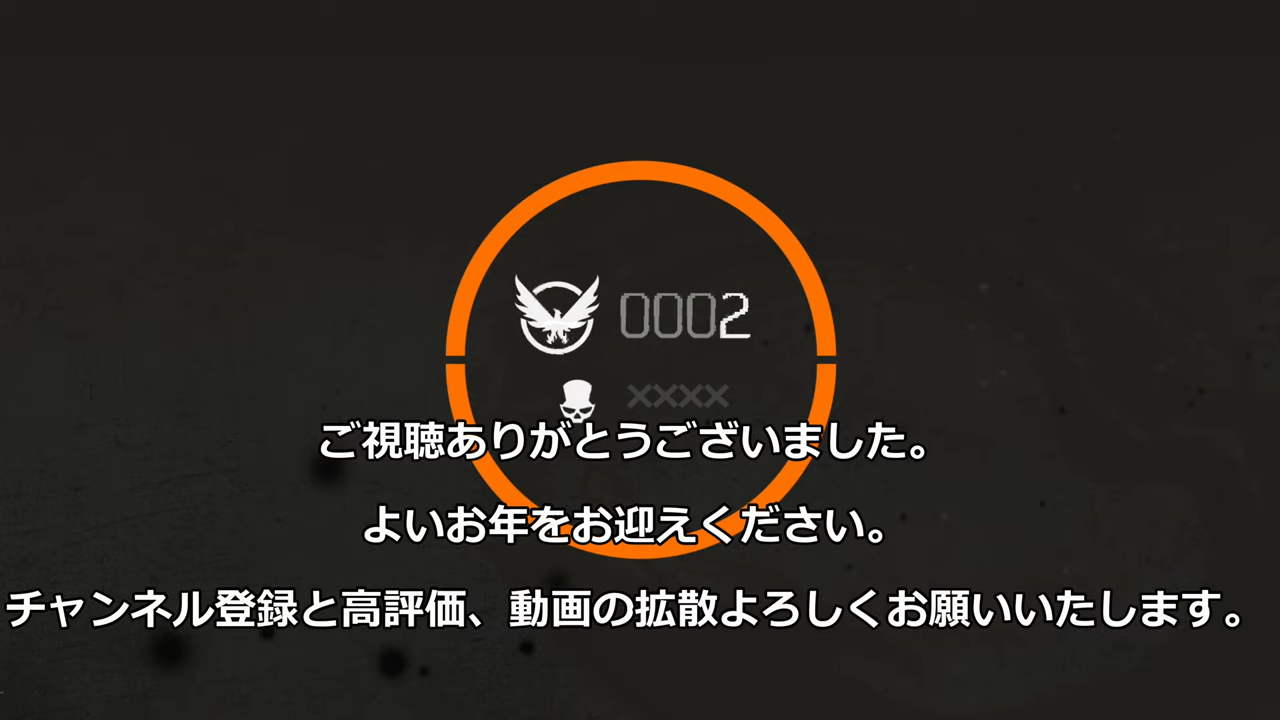 0002
××××
ご視聴ありがとうございました。
よいお年をお迎えください。
チャンネル登録と高評価、動画の拡散よろしくお願いいたします。